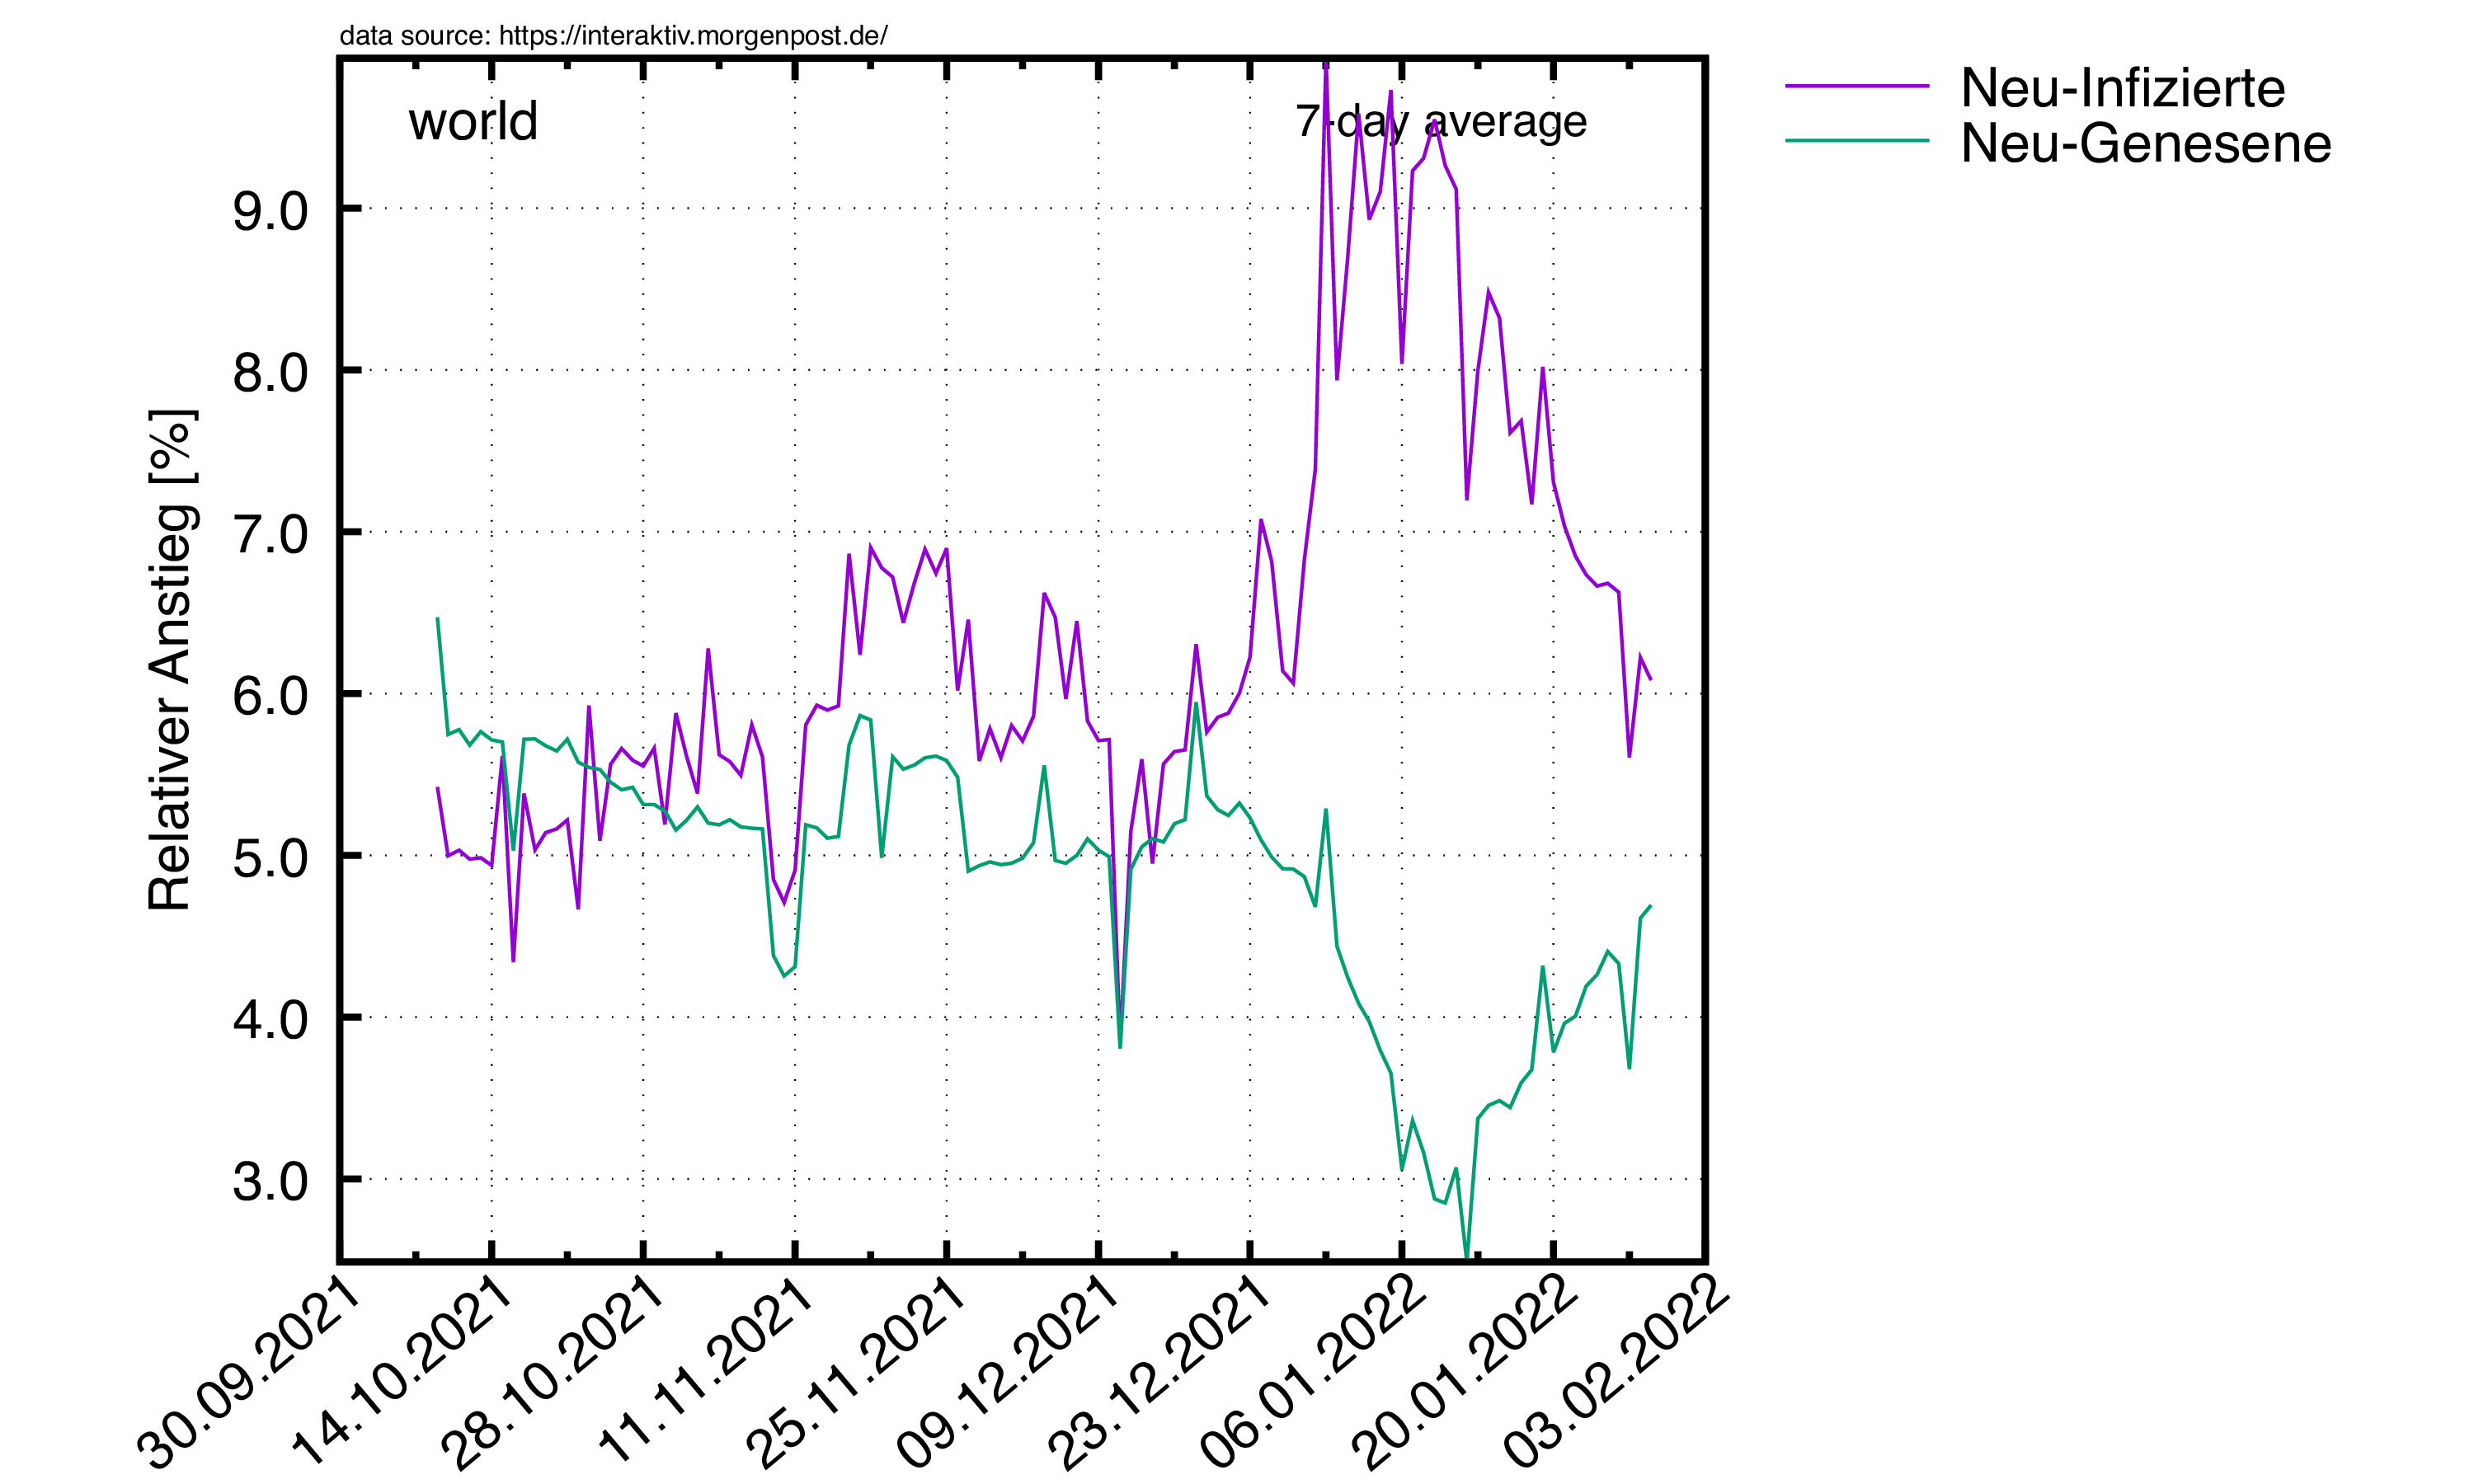 data source: https://interaktiv.morgenpost.de/
world
7-day average
Neu-Infizierte
Neu-Genesene
Relativer Anstieg [%]
9.0
8.0
7.0
6.0
5.0
4.0
3.0
30.09.2021
14.10.2021
28.10.2021
11.11.2021
25.11.2021
09.12.2021
23.12.2021
06.01.2022
20.01.2022
03.02.2022